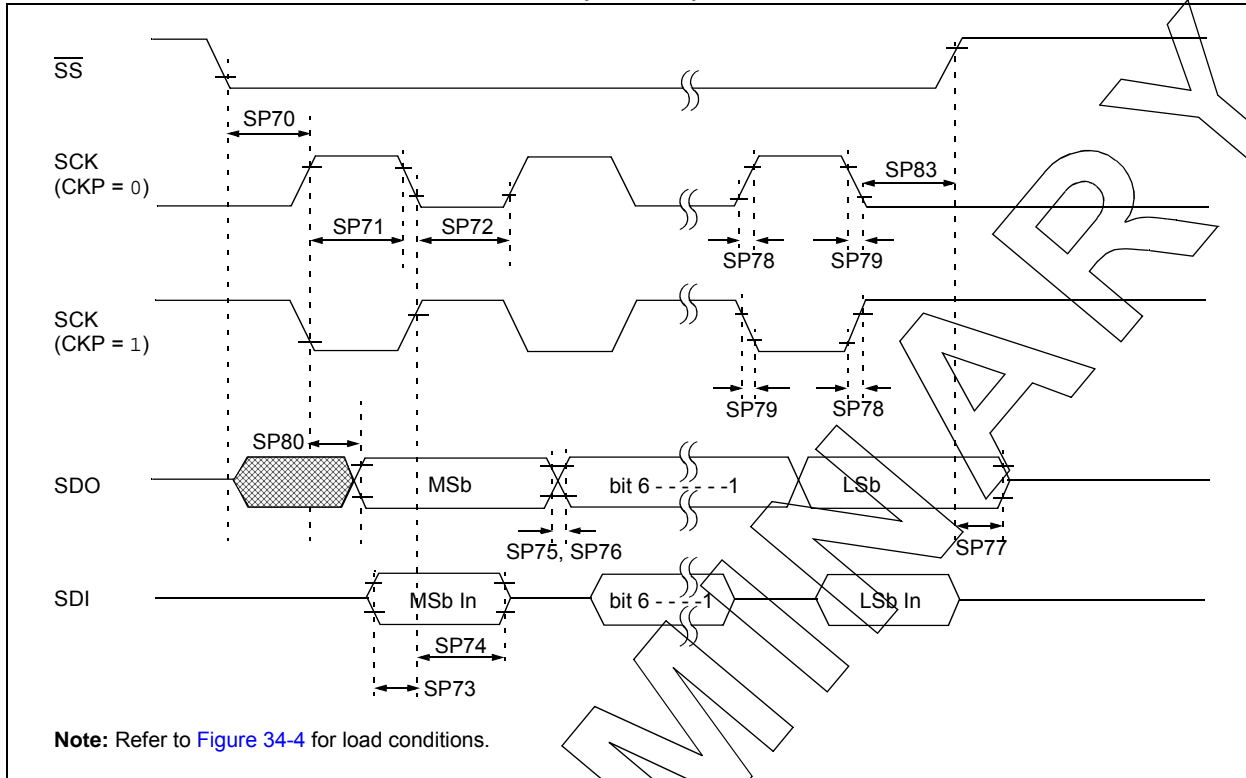 SS
SP70
SCK
(CKP = 0)
SP83
SP71
SP72
SP78
SP79
SCK
(CKP = 1)
SP79
SP78
SP80
SDO
MSb
bit 6 - - - - - -1
LSb
SP75, SP76
SP77
SDI
MSb In
bit 6 - - - -1
LSb In
SP74
SP73
Note: Refer to Figure 34-4 for load conditions.
MINARY